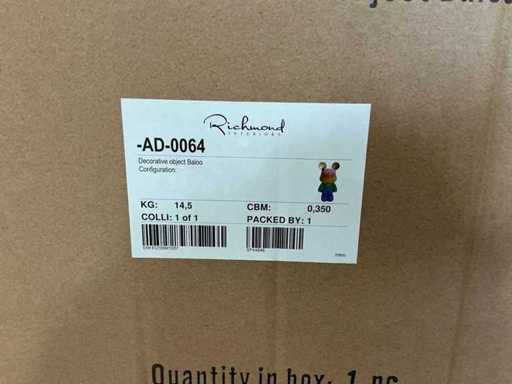 Richmond
INTERIORS
-AD-0064
Decorative object Baloo
Configuration:
KG: 14,5 CBM: 0,350
COLLI: 1 of 1 PACKED BY: 1
Quantity in box: 1 pc